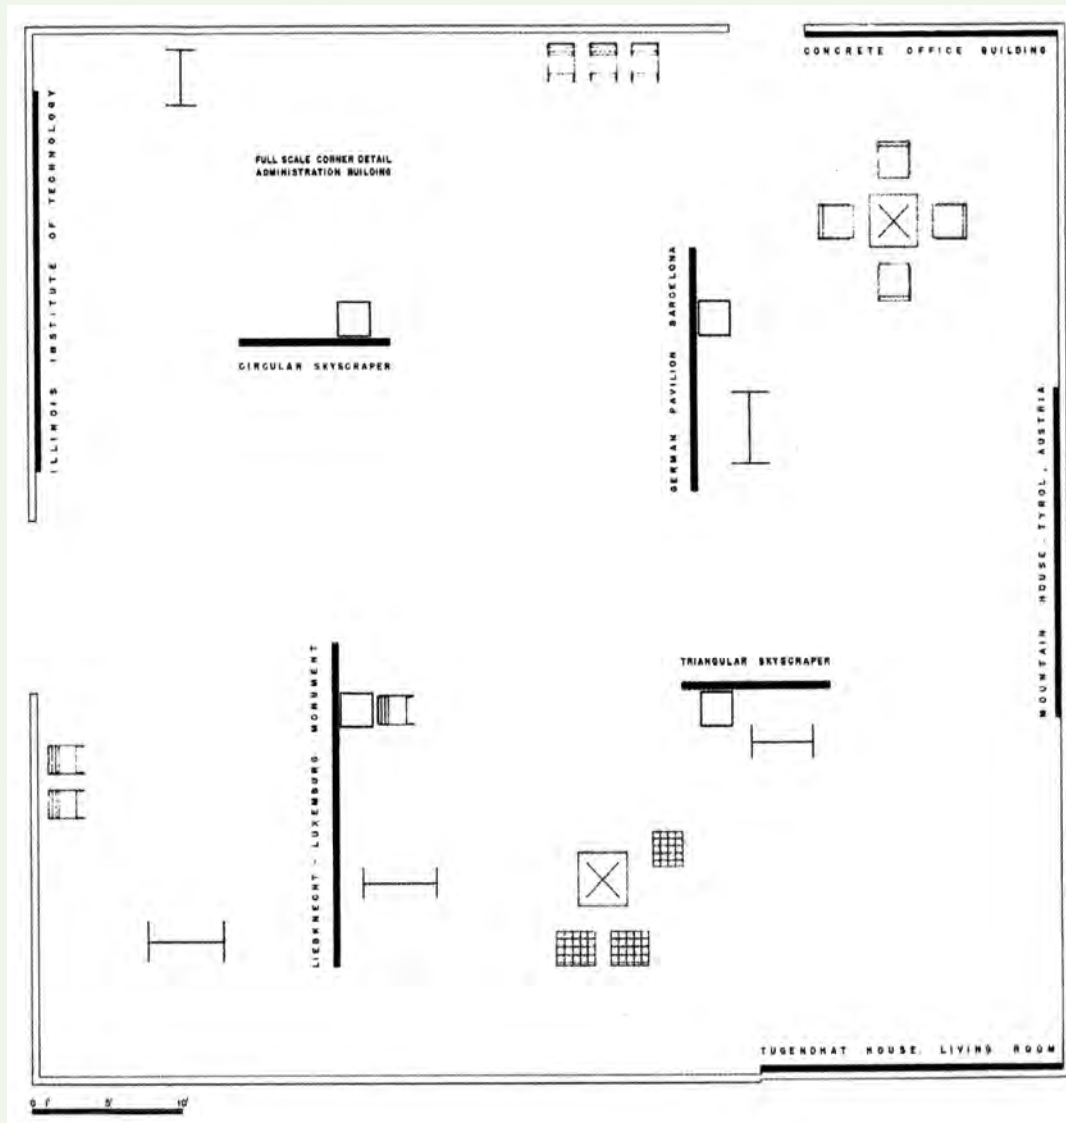 CONCRETE OFFICE BUILDING
ILLINOIS INSTITUTE OF TECHNOLOGY
FULL SCALE CORNER DETAIL
ADMINISTRATION BUILDING
CIRCULAR SKYSCRAPER
GERMAN PAVILION BARCELONA
MOUNTAIN HOUSE, TYROL, AUSTRIA
LIEBKNECHT - LUXEMBURG MONUMENT
TRIANGULAR SKYSCRAPER
TUGENDHAT HOUSE, LIVING ROOM
0 1' 5' 10'